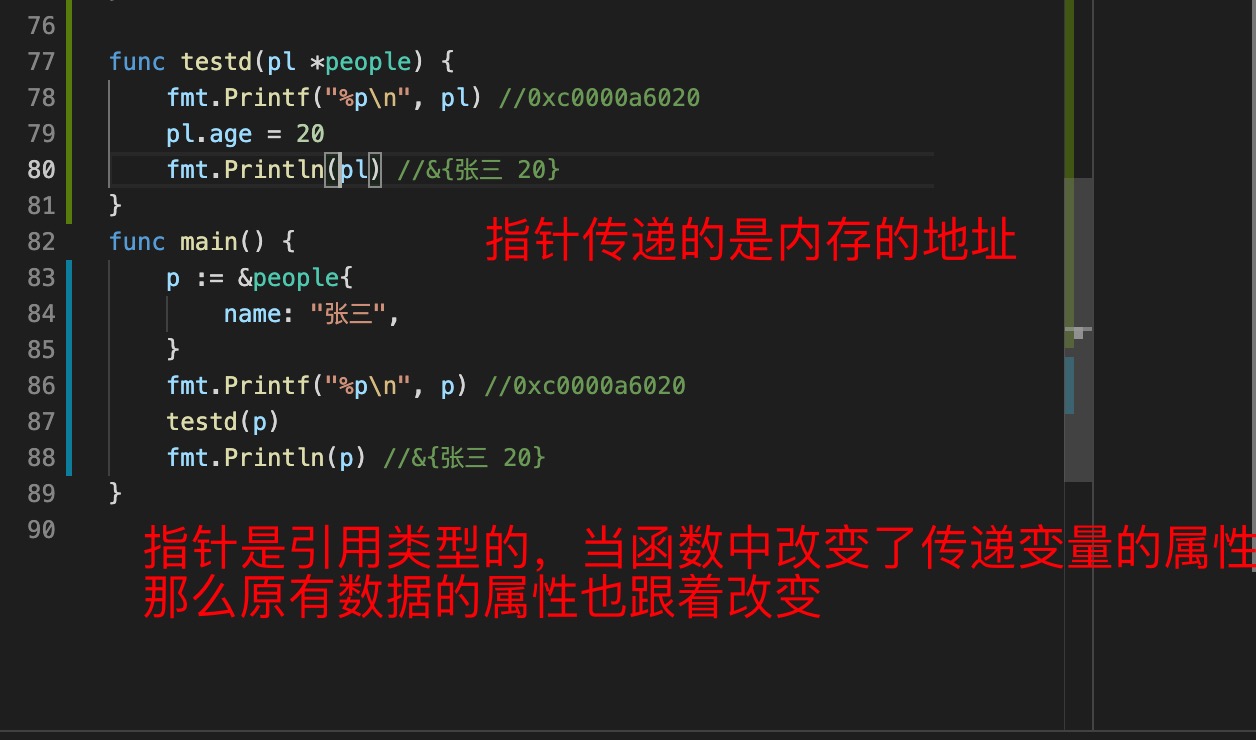 76
77 func testd(pl *people) {
78 fmt.Printf("%p\n", pl) //0xc0000a6020
79 pl.age = 20
80 fmt.Println(pl) //&{张三 20}
81 }
82 func main() {
指针传递的是内存的地址
83 p := &people{
84 name: "张三",
85 }
86 fmt.Printf("%p\n", p) //0xc0000a6020
87 testd(p)
88 fmt.Println(p) //&{张三 20}
89 }
90
指针是引用类型的，当函数中改变了传递变量的属性
那么原有数据的属性也跟着改变